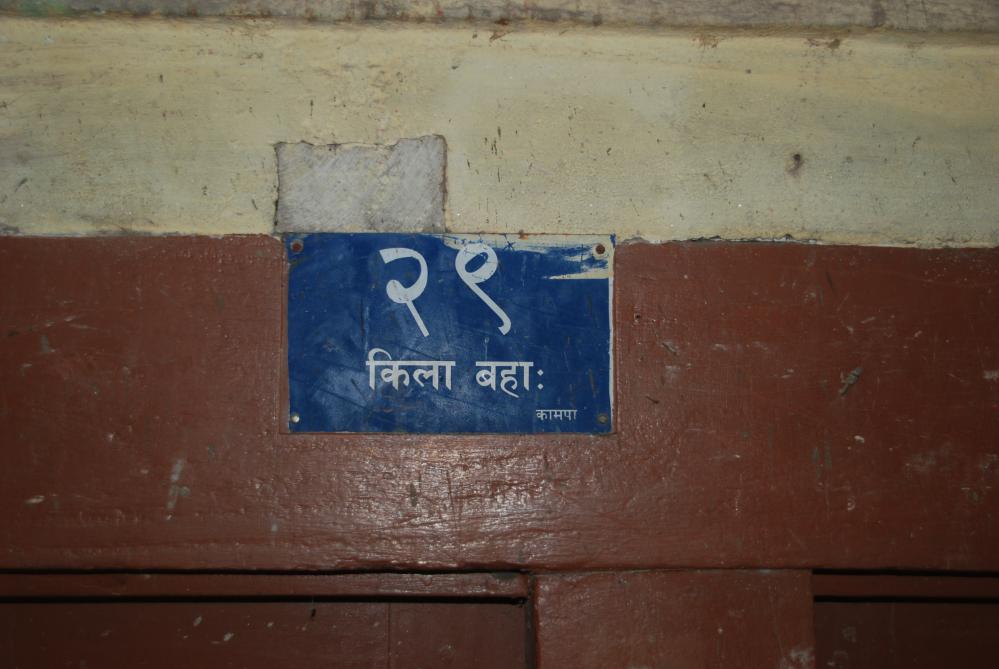 २९
किला बहाः
कामपा